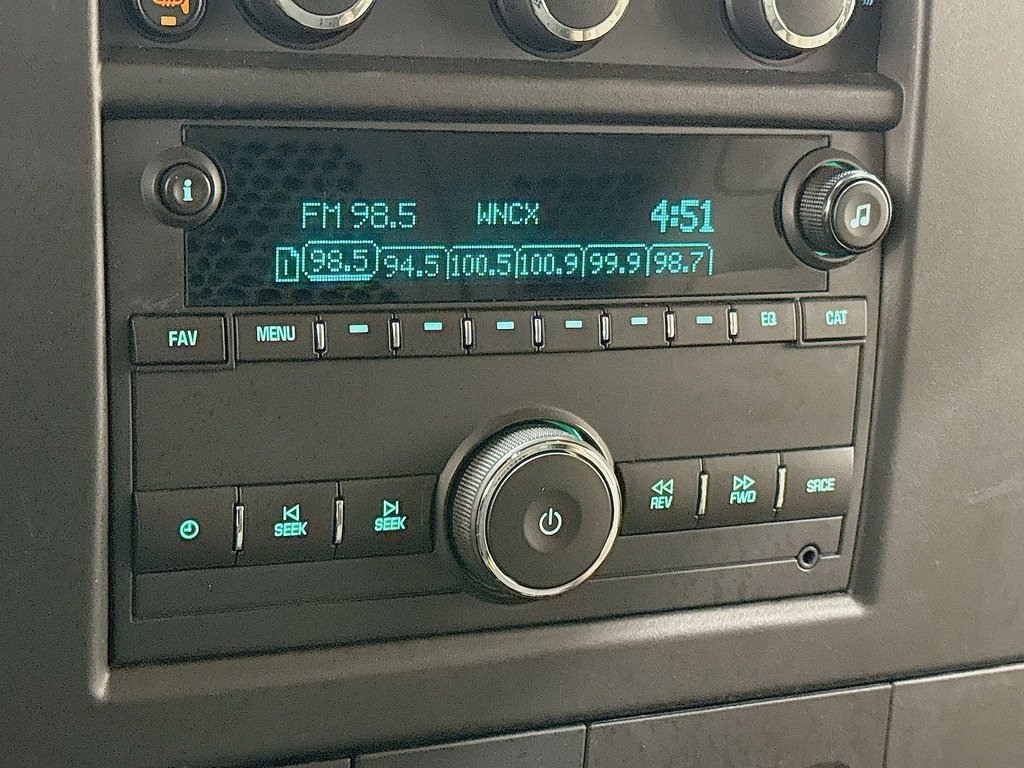 i
FM 98.5 WNCX 4:51
1 98.5 94.5 100.5 100.9 99.9 98.7
FAV MENU EQ CAT
SEEK SEEK REV FWD SRCE